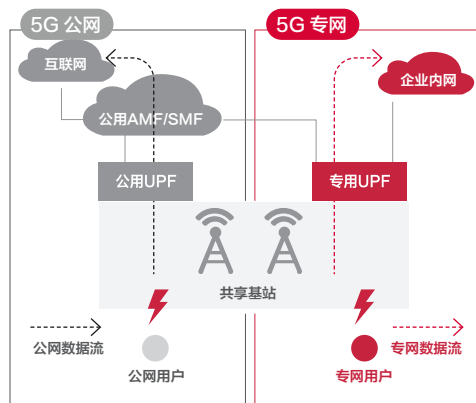 5G 公网
5G 专网
互联网
企业内网
公用AMF/SMF
公用UPF
专用UPF
共享基站
公网数据流
专网数据流
公网用户
专网用户